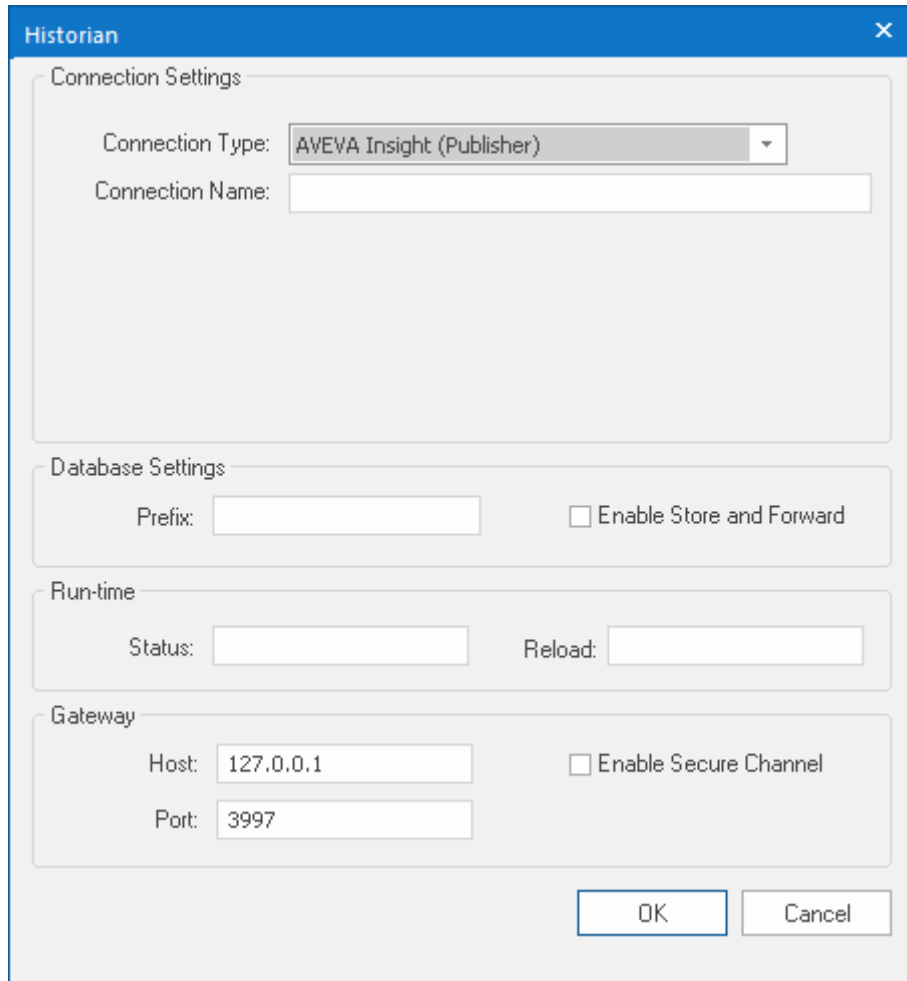 Historian
Connection Settings
Connection Type: AVEVA Insight (Publisher)
Connection Name:
Database Settings
Prefix: Enable Store and Forward
Run-time
Status: Reload:
Gateway
Host: 127.0.0.1 Enable Secure Channel
Port: 3997
OK Cancel